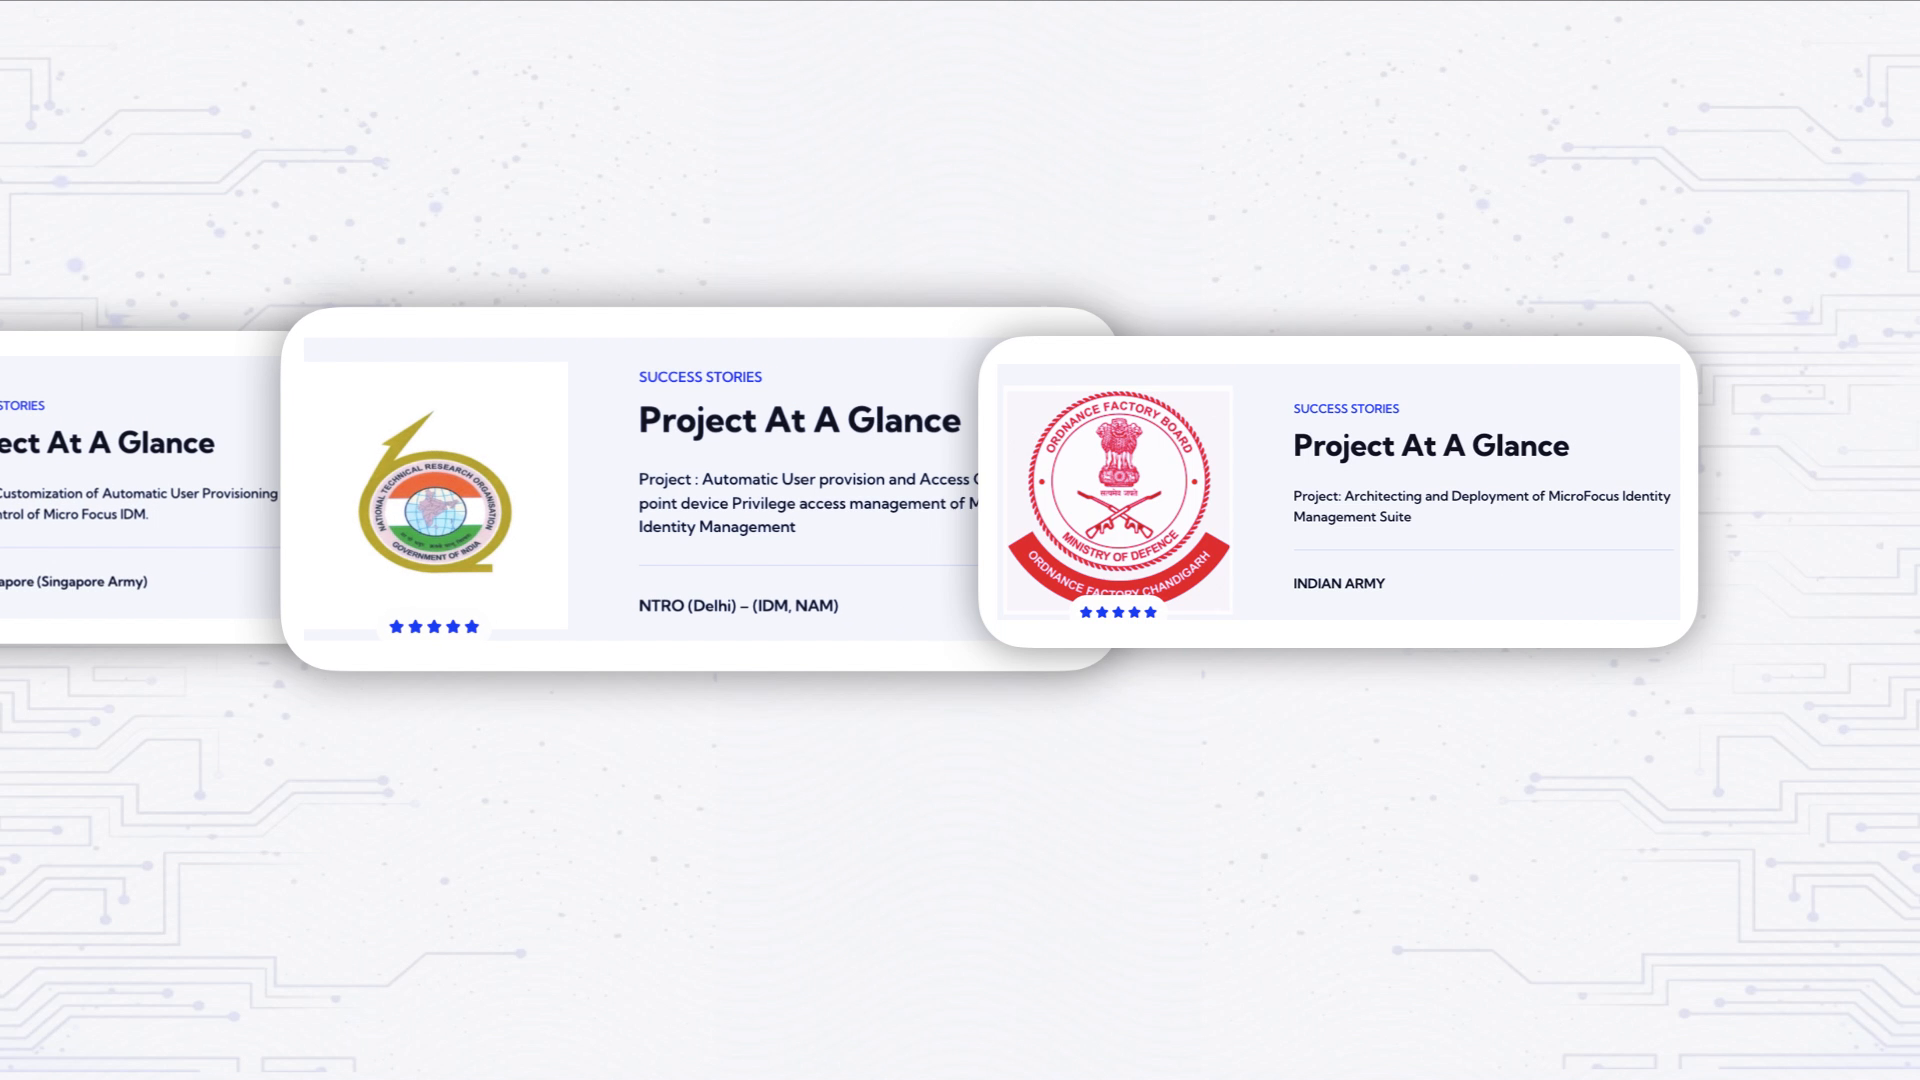 STORIES
ect At A Glance
Customization of Automatic User Provisioning
ntrol of Micro Focus IDM.
apore (Singapore Army)
NATIONAL TECHNICAL RESEARCH ORGANISATION
GOVERNMENT OF INDIA
SUCCESS STORIES
Project At A Glance
Project : Automatic User provision and Access
point device Privilege access management of M
Identity Management
NTRO (Delhi) – (IDM, NAM)
ORDNANCE FACTORY BOARD
सत्यमेव जयते
MINISTRY OF DEFENCE
ORDNANCE FACTORY CHANDIGARH
SUCCESS STORIES
Project At A Glance
Project: Architecting and Deployment of MicroFocus Identity
Management Suite
INDIAN ARMY